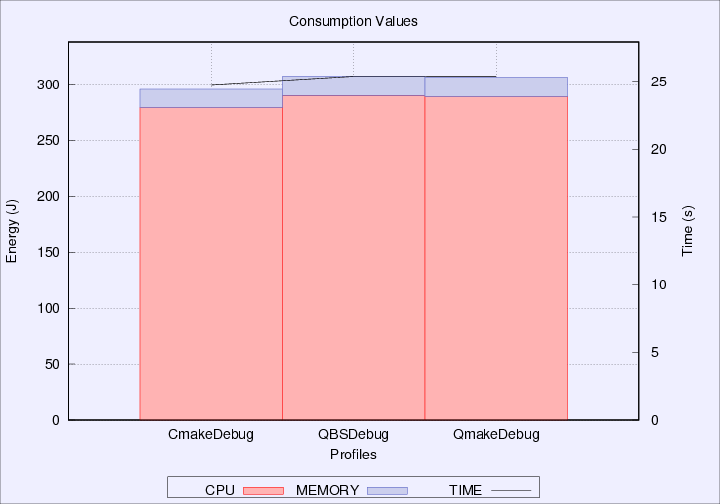 Consumption Values
300
250
200
150
100
50
0
Energy (J)
25
20
15
10
5
0
Time (s)
CmakeDebug QBSDebug QmakeDebug
Profiles
CPU MEMORY TIME